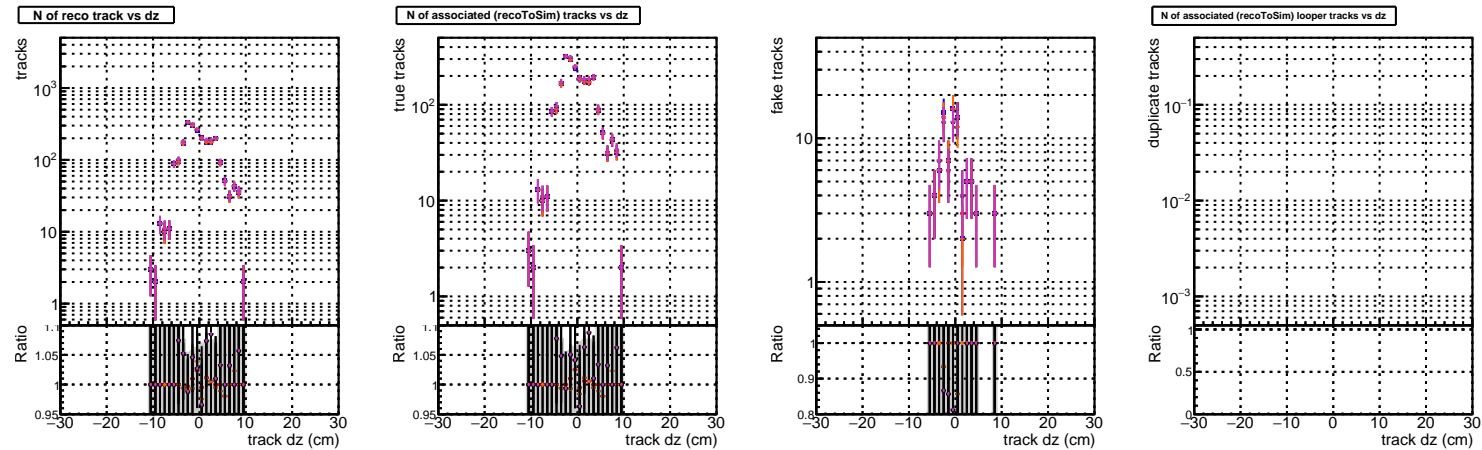 N of reco track vs dz
tracks
10³
10²
10
1
Ratio
1.1
1.05
1
0.95
−30 −20 −10 0 10 20 30
track dz (cm)
N of associated (recoToSim) tracks vs dz
true tracks
10²
10
1
Ratio
1.1
1.05
1
0.95
−30 −20 −10 0 10 20 30
track dz (cm)
fake tracks
10
1
Ratio
1
0.9
0.8
−30 −20 −10 0 10 20 30
track dz (cm)
N of associated (recoToSim) looper tracks vs dz
duplicate tracks
10⁻¹
10⁻²
10⁻³
Ratio
1
0.5
0
−30 −20 −10 0 10 20 30
track dz (cm)